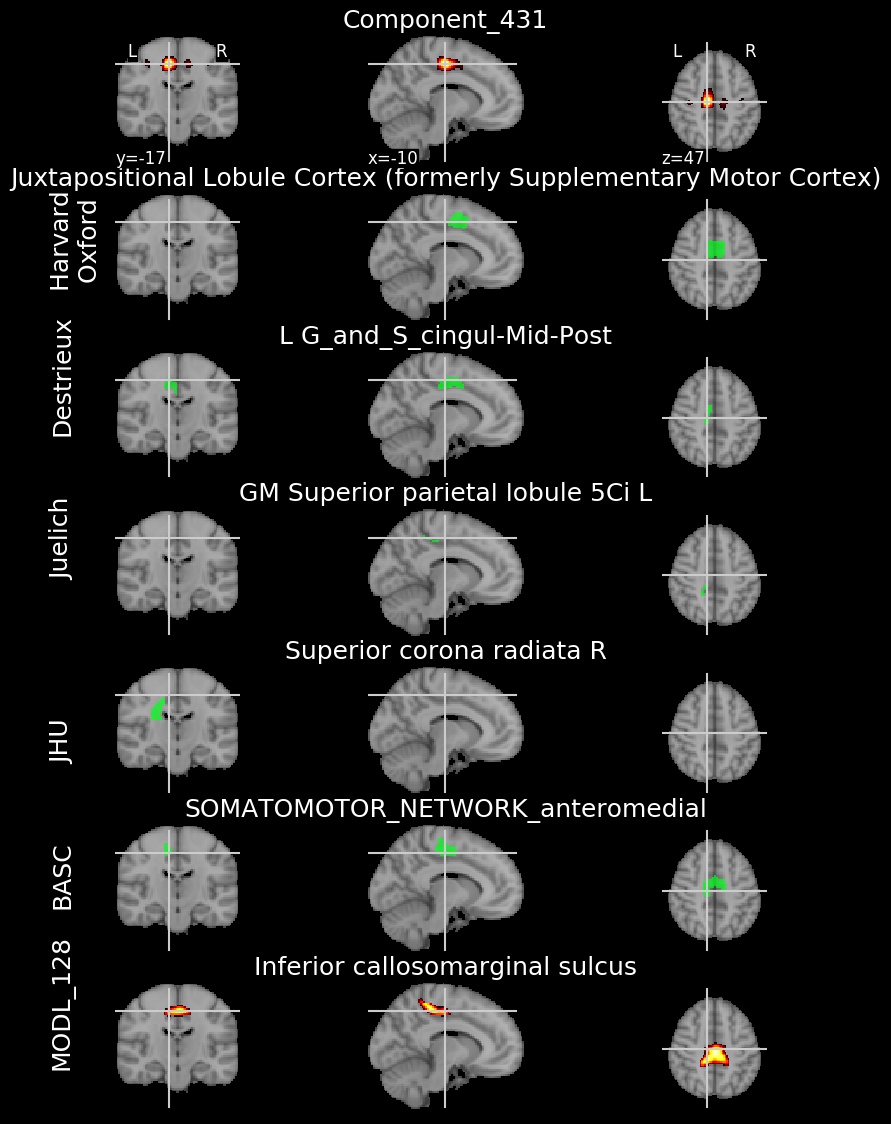 Component_431
L R
L R
y=-17
x=-10
z=47
Juxtapositional Lobule Cortex (formerly Supplementary Motor Cortex)
Harvard
Oxford
L G_and_S_cingul-Mid-Post
Destrieux
GM Superior parietal lobule 5Ci L
Juelich
Superior corona radiata R
JHU
SOMATOMOTOR_NETWORK_anteromedial
BASC
Inferior callosomarginal sulcus
MODL_128